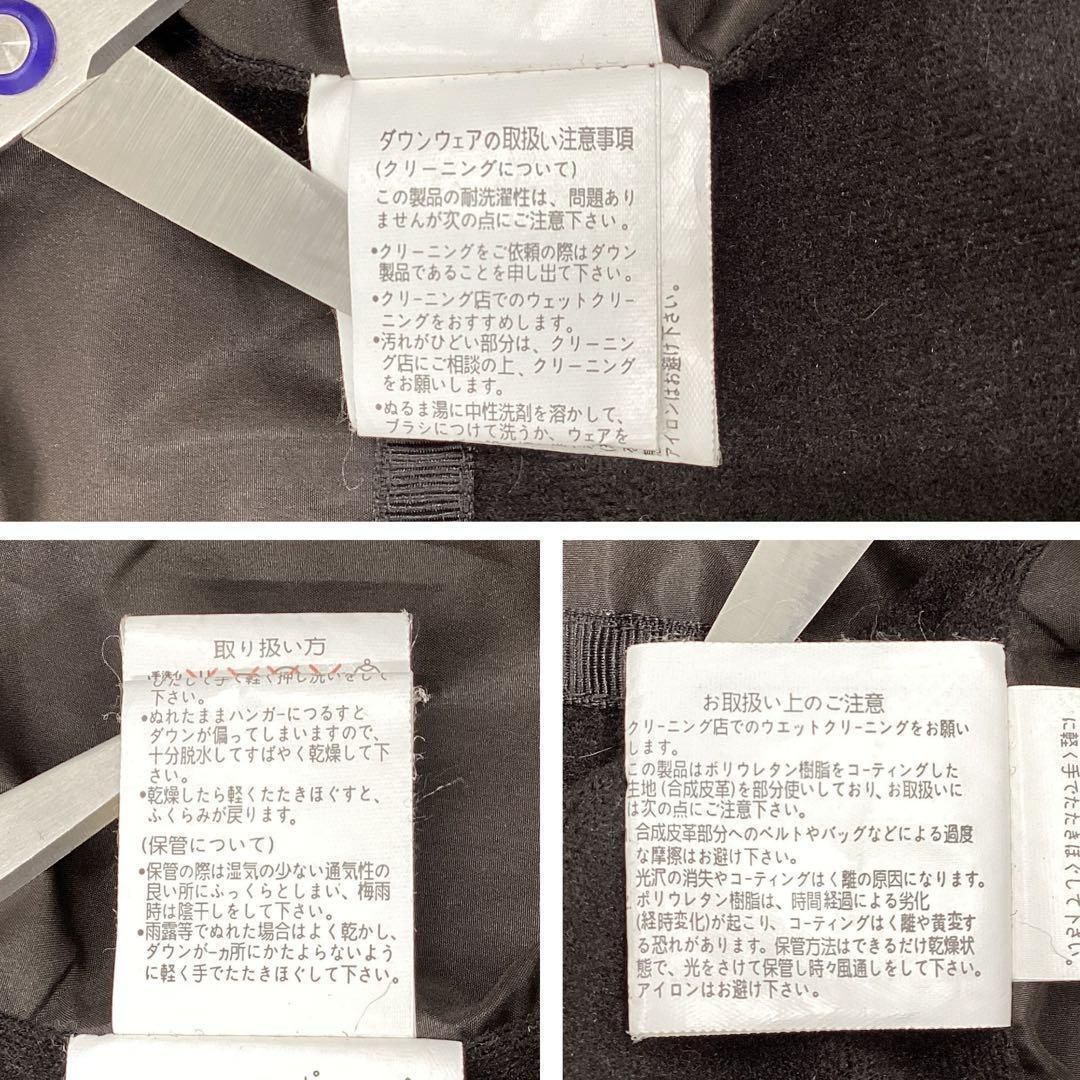 ダウンウェアの取扱い注意事項
(クリーニングについて)
この製品の耐洗濯性は、問題あり
ませんが次の点にご注意下さい。
•クリーニングをご依頼の際はダウン
製品であることを申し出て下さい。
•クリーニング店でのウェットクリー
ニングをおすすめします。
•汚れがひどい部分は、クリーニン
グ店にご相談の上、クリーニング
をお願いします。
•ぬるま湯に中性洗剤を溶かして、
ブラシにつけて洗うか、ウェアを
アイロンはお避け下さい。
取り扱い方
下さい。
•ぬれたままハンガーにつるすと
ダウンが偏ってしまいますので、
十分脱水してすばやく乾燥して下
さい。
•乾燥したら軽くたたきほぐすと、
ふくらみが戻ります。
(保管について)
•保管の際は湿気の少ない通気性の
良い所にふっくらとしまい、梅雨
時は陰干しをして下さい。
•雨露等でぬれた場合はよく乾かし、
ダウンが一ヵ所にかたよらないよう
に軽く手でたたきほぐして下さい。
お取扱い上のご注意
クリーニング店でのウエットクリーニングをお願い
します。
この製品はポリウレタン樹脂をコーティングした
生地(合成皮革)を部分使いしており、お取扱いに
は次の点にご注意下さい。
合成皮革部分へのベルトやバッグなどによる過度
な摩擦はお避け下さい。
光沢の消失やコーティングはく離の原因になります。
ポリウレタン樹脂は、時間経過による劣化
(経時変化)が起こり、コーティングはく離や黄変す
る恐れがあります。保管方法はできるだけ乾燥状
態で、光をさけて保管し時々風通しをして下さい。
アイロンはお避け下さい。
に軽く手でたたきほぐして下さい。